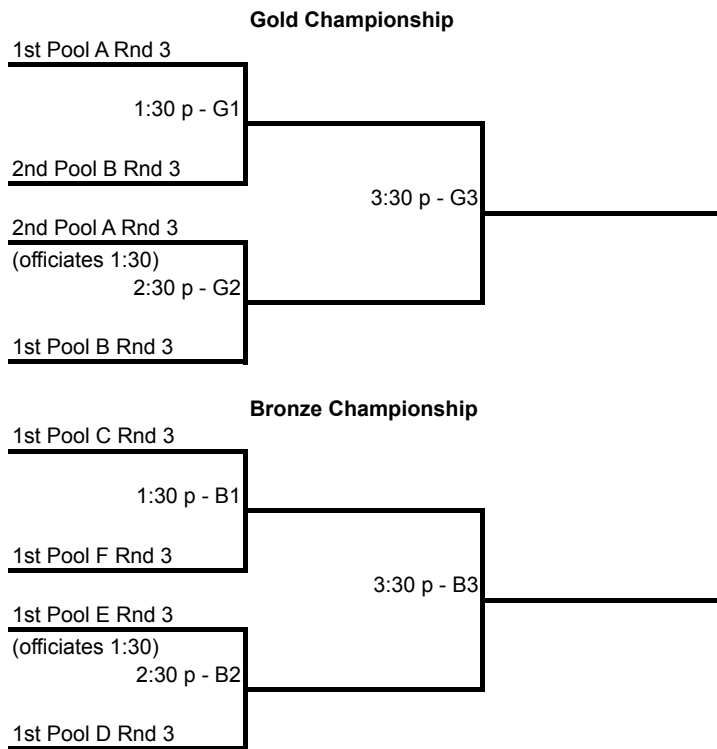 Gold Championship
1st Pool A Rnd 3
1:30 p - G1
2nd Pool B Rnd 3
3:30 p - G3
2nd Pool A Rnd 3
(officiates 1:30)
2:30 p - G2
1st Pool B Rnd 3
Bronze Championship
1st Pool C Rnd 3
1:30 p - B1
1st Pool F Rnd 3
3:30 p - B3
1st Pool E Rnd 3
(officiates 1:30)
2:30 p - B2
1st Pool D Rnd 3